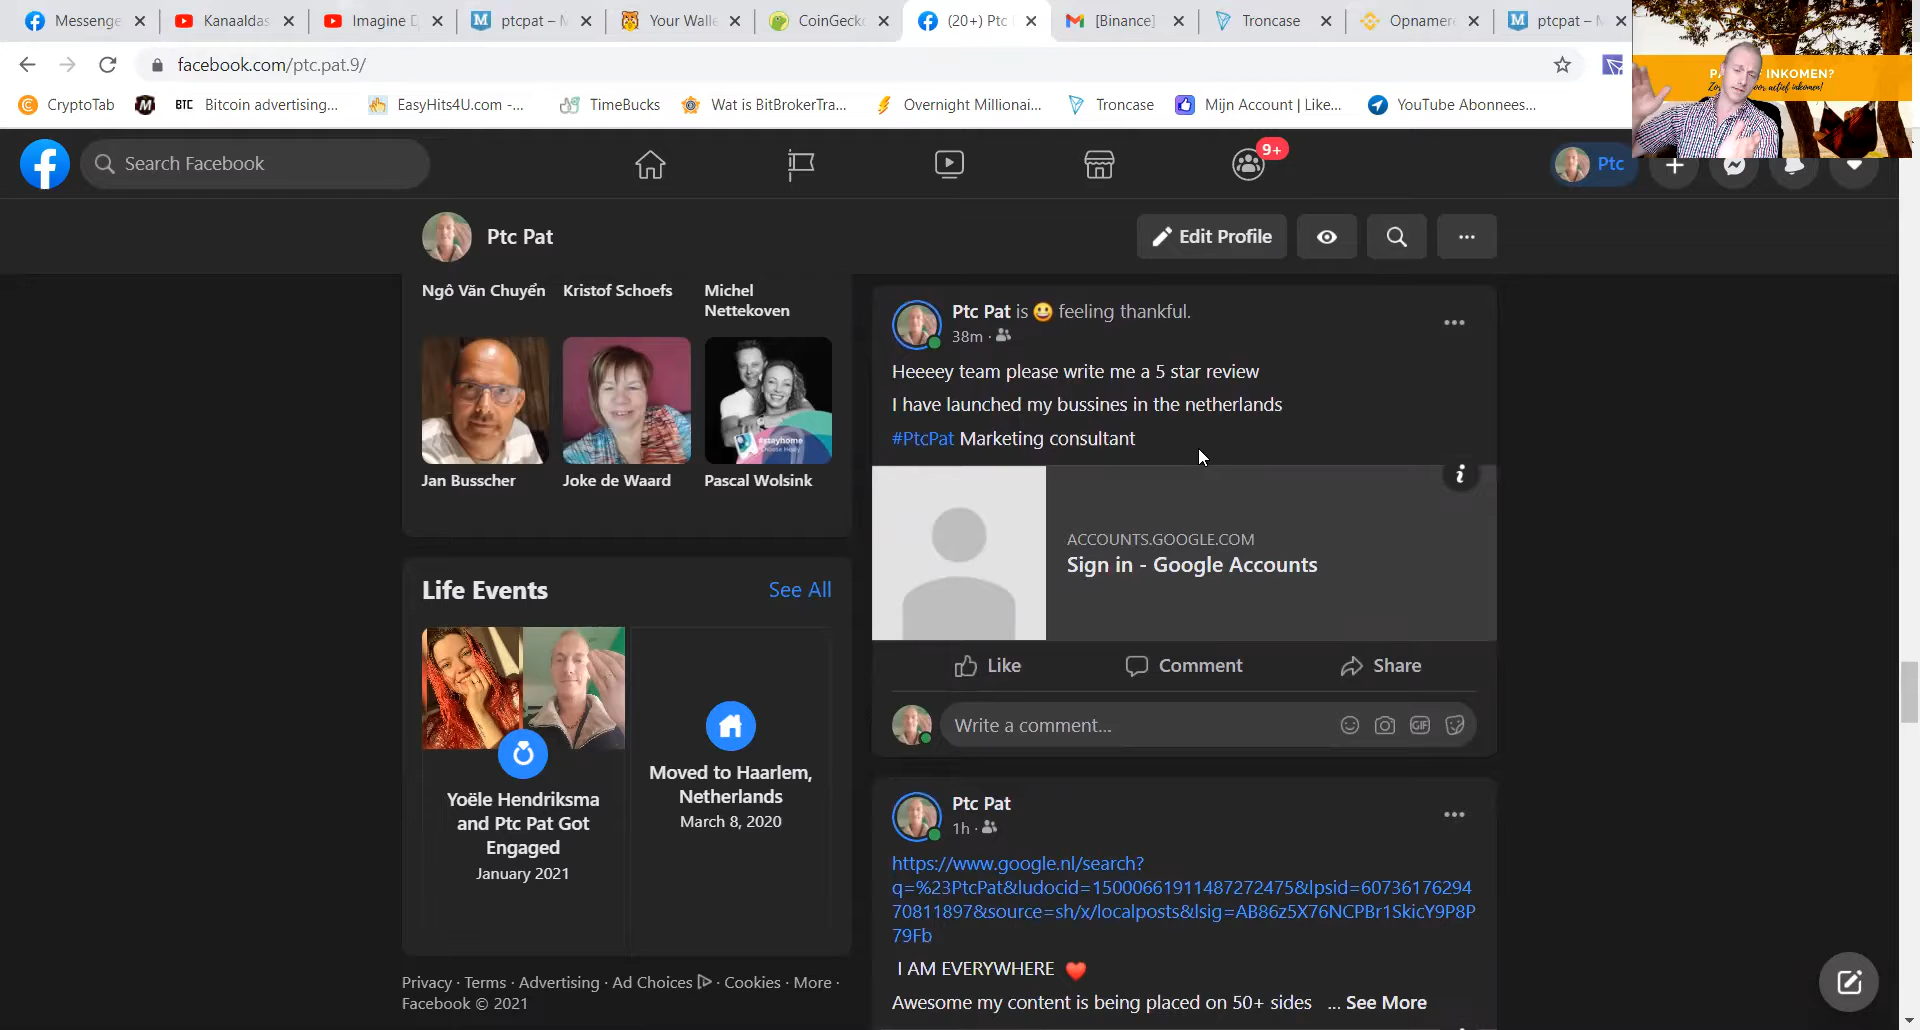 Messenge
Kanaaldas
Imagine D
ptcpat –
Your Walle
CoinGecko
(20+) Ptc
[Binance]
Troncase
Opnamer
ptcpat –
facebook.com/ptc.pat.9/
CryptoTab
BTC Bitcoin advertising...
EasyHits4U.com -...
TimeBucks
Wat is BitBrokerTra...
Overnight Millionai...
Troncase
Mijn Account | Like...
YouTube Abonnees...
INKOMEN?
actief inkomen!
Search Facebook
9+
Ptc
Ptc Pat
Edit Profile
Ngô Văn Chuyển
Kristof Schoefs
Michel
Nettekoven
#stayhome
Jan Busscher
Joke de Waard
Pascal Wolsink
Life Events
See All
Yoële Hendriksma
and Ptc Pat Got
Engaged
January 2021
Moved to Haarlem,
Netherlands
March 8, 2020
Privacy · Terms · Advertising · Ad Choices · Cookies · More ·
Facebook © 2021
Ptc Pat is 😀 feeling thankful.
38m ·
Heeeey team please write me a 5 star review
I have launched my bussines in the netherlands
#PtcPat Marketing consultant
ACCOUNTS.GOOGLE.COM
Sign in - Google Accounts
Like
Comment
Share
Write a comment...
GIF
Ptc Pat
1h ·
https://www.google.nl/search?
q=%23PtcPat&ludocid=15000661911487272475&lpsid=60736176294
70811897&source=sh/x/localposts&lsig=AB86z5X76NCPBr1SkicY9P8P
79Fb
I AM EVERYWHERE ❤️
Awesome my content is being placed on 50+ sides ... See More